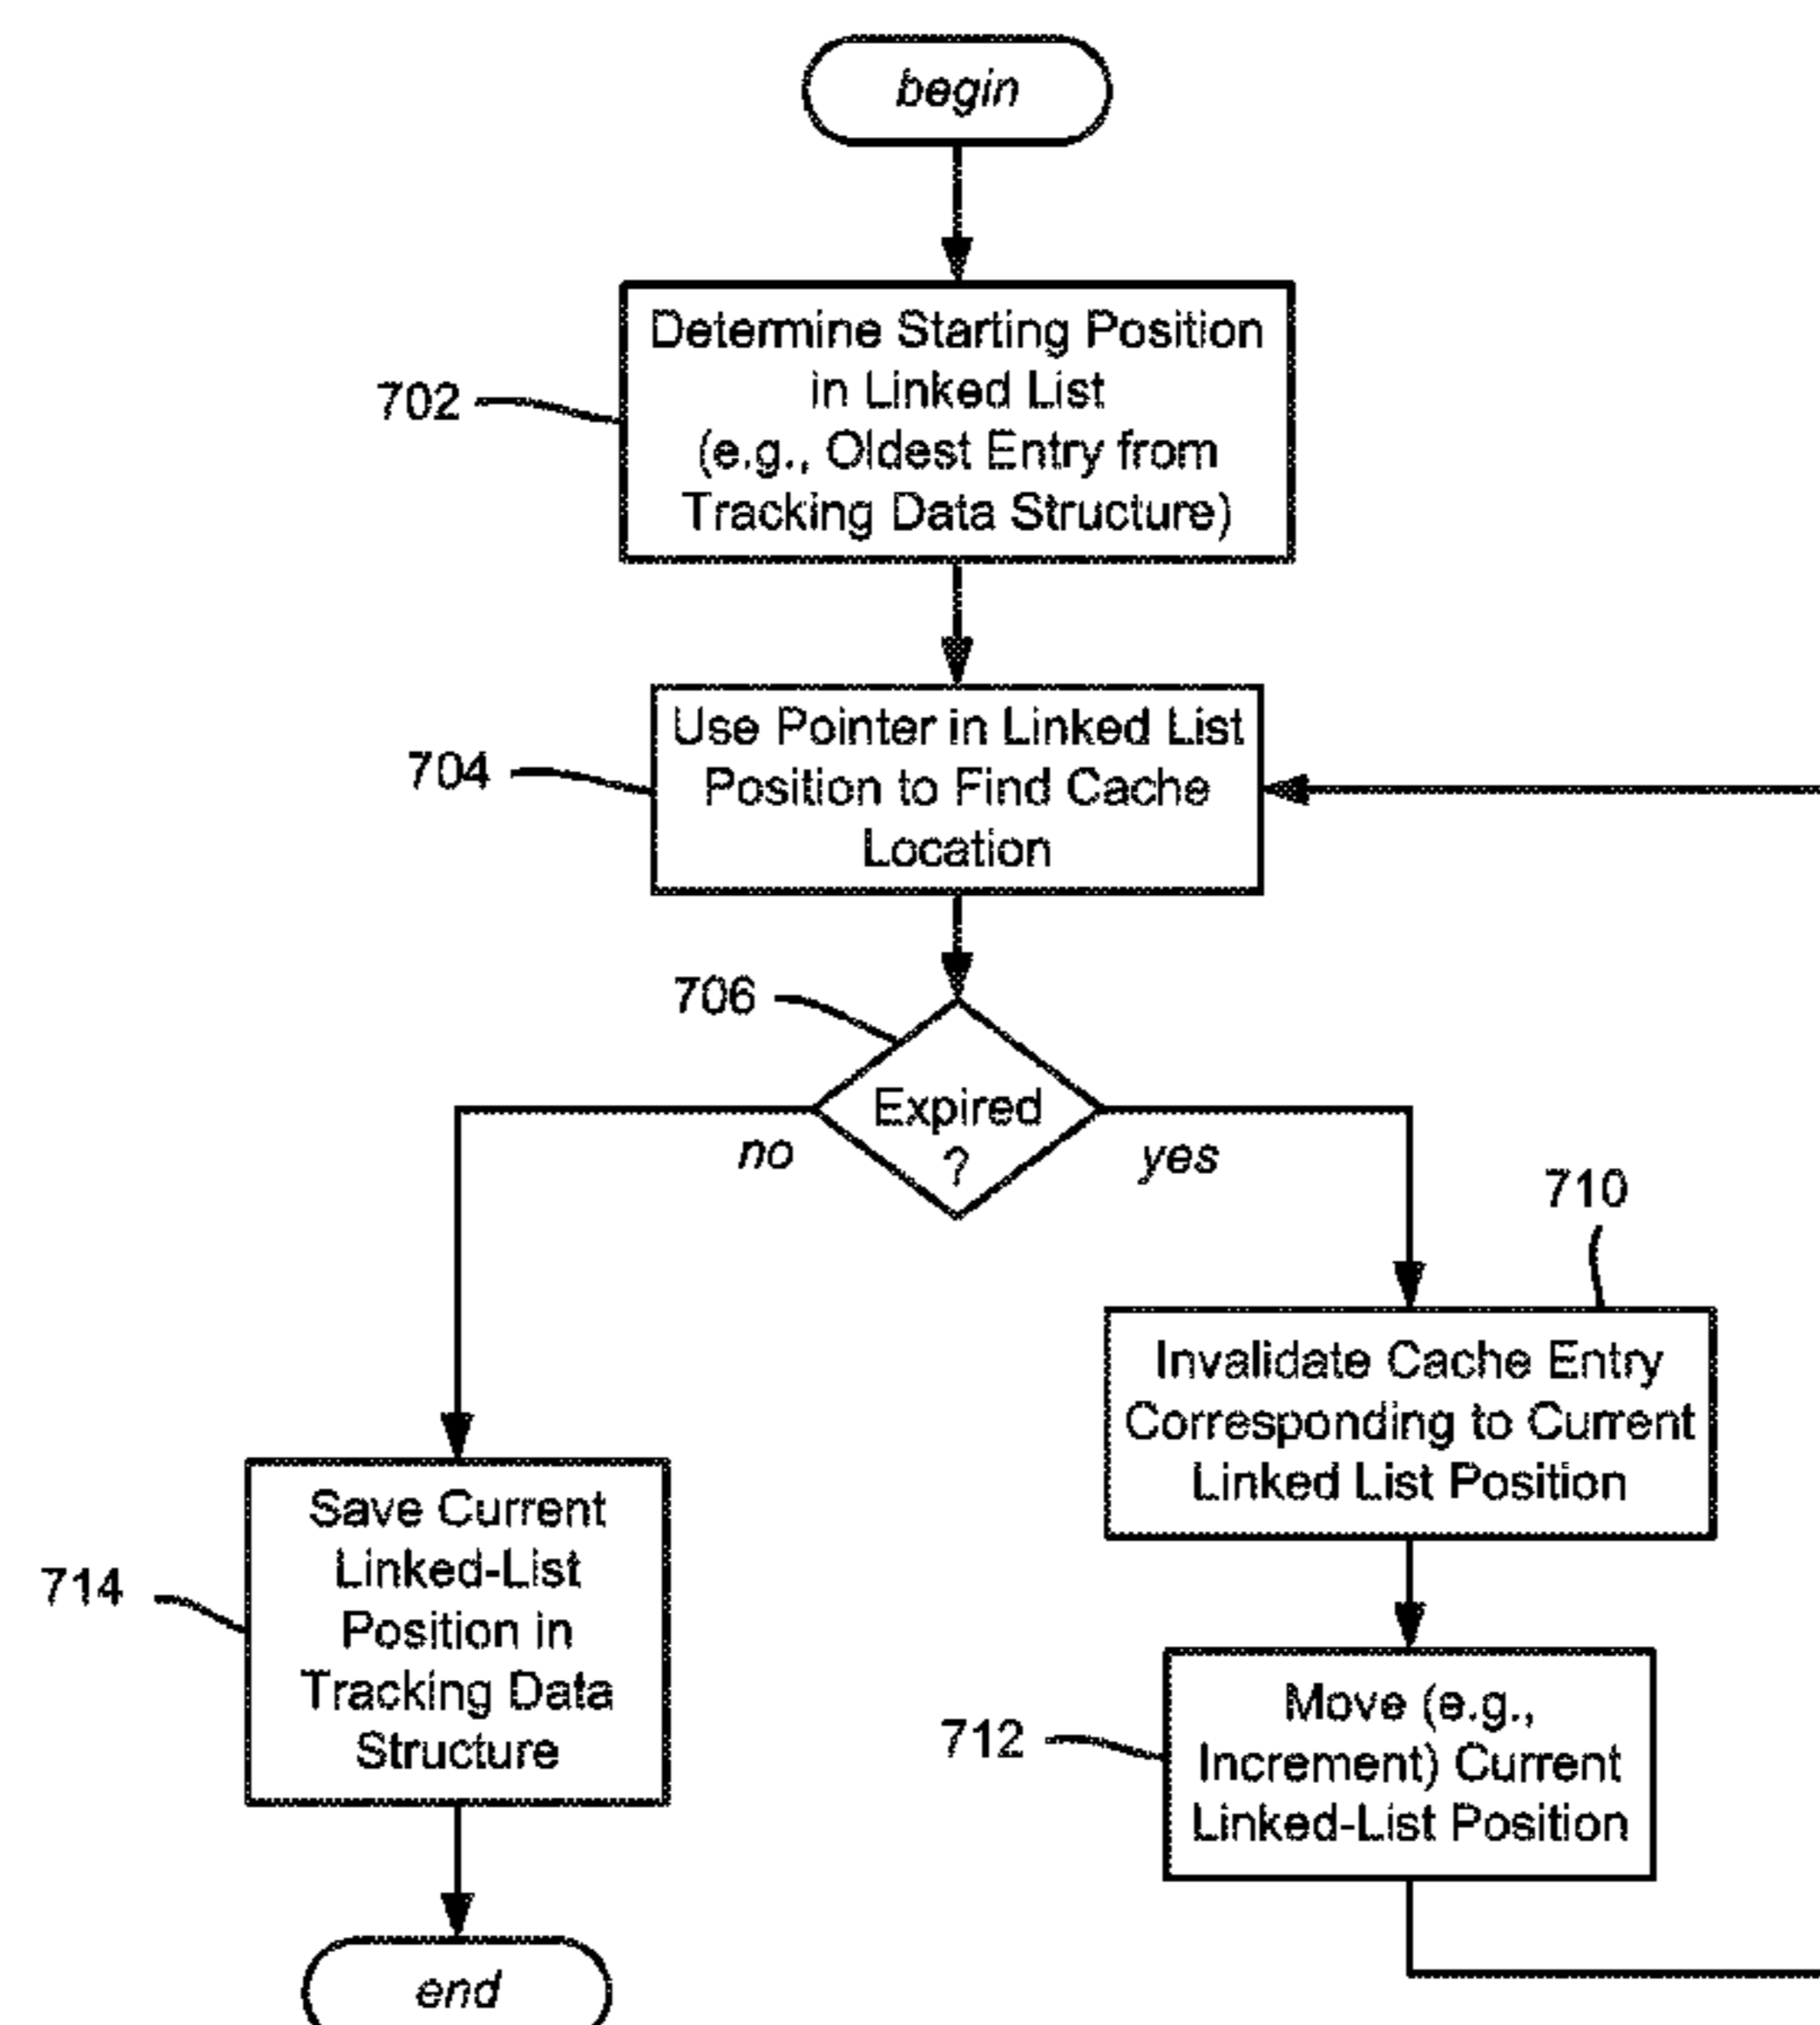 begin
702
Determine Starting Position
in Linked List
(e.g., Oldest Entry from
Tracking Data Structure)
704
Use Pointer in Linked List
Position to Find Cache
Location
706
Expired
?
no
yes
710
Invalidate Cache Entry
Corresponding to Current
Linked List Position
714
Save Current
Linked-List
Position in
Tracking Data
Structure
712
Move (e.g.,
Increment) Current
Linked-List Position
end